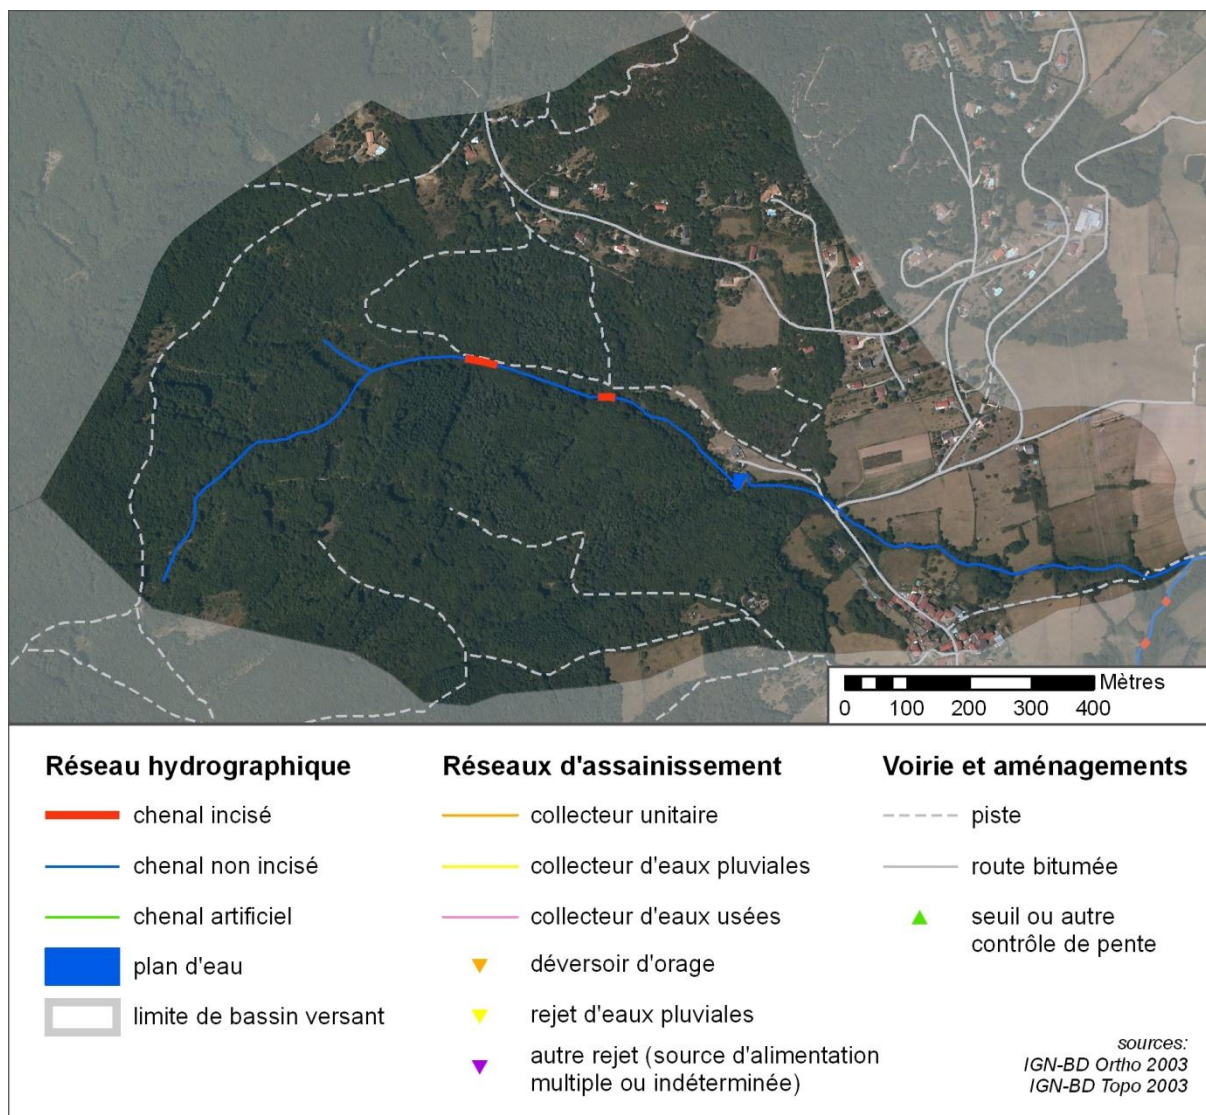 Mètres
0 100 200 300 400
Réseau hydrographique
chenal incisé
chenal non incisé
chenal artificiel
plan d'eau
limite de bassin versant
Réseaux d'assainissement
collecteur unitaire
collecteur d'eaux pluviales
collecteur d'eaux usées
déversoir d'orage
rejet d'eaux pluviales
autre rejet (source d'alimentation
multiple ou indéterminée)
Voirie et aménagements
piste
route bitumée
seuil ou autre
contrôle de pente
sources:
IGN-BD Ortho 2003
IGN-BD Topo 2003